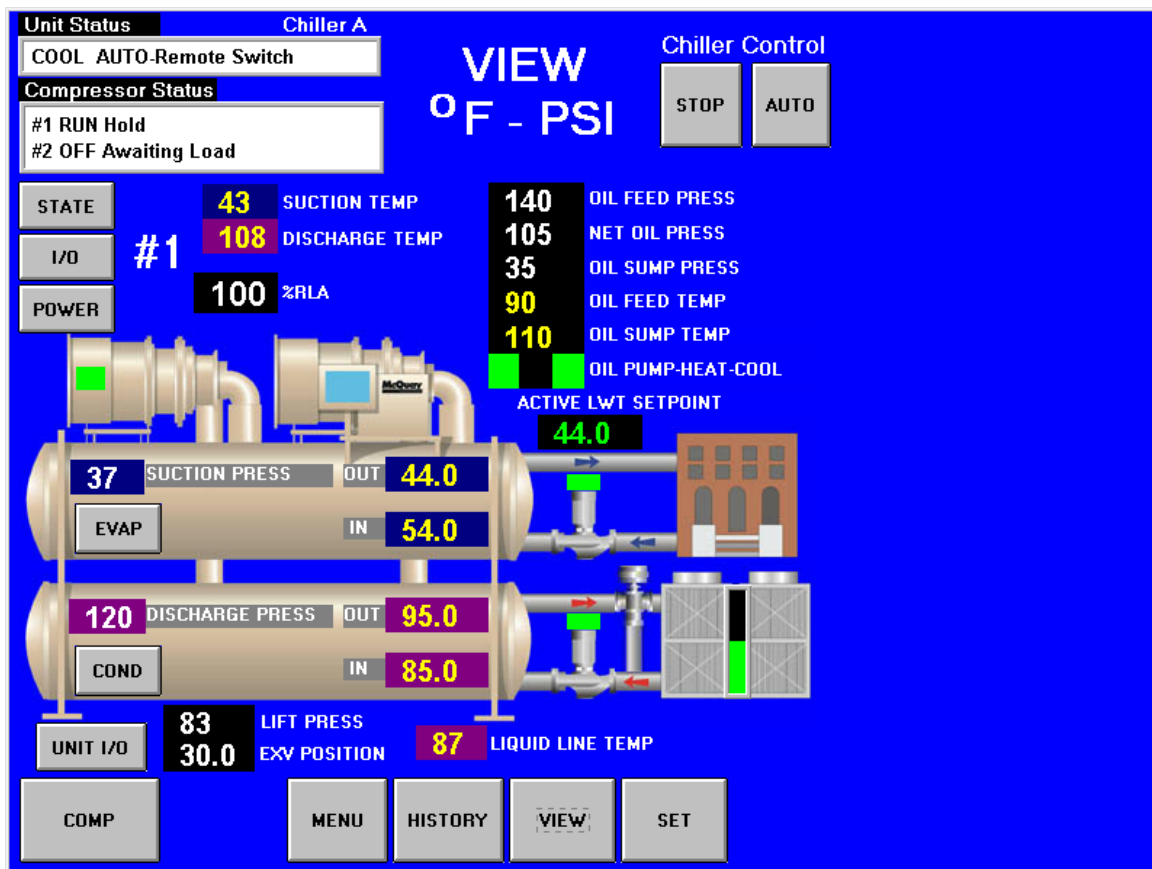 Unit Status Chiller A
COOL AUTO-Remote Switch
Compressor Status
#1 RUN Hold
#2 OFF Awaiting Load
VIEW
ºF - PSI
Chiller Control
STOP AUTO
STATE
I/O
POWER
#1
43 SUCTION TEMP
108 DISCHARGE TEMP
100 %RLA
140 OIL FEED PRESS
105 NET OIL PRESS
35 OIL SUMP PRESS
90 OIL FEED TEMP
110 OIL SUMP TEMP
OIL PUMP-HEAT-COOL
ACTIVE LWT SETPOINT
44.0
McQuay
37 SUCTION PRESS OUT 44.0
EVAP IN 54.0
120 DISCHARGE PRESS OUT 95.0
COND IN 85.0
UNIT I/O
83 LIFT PRESS
30.0 EXV POSITION
87 LIQUID LINE TEMP
COMP MENU HISTORY VIEW SET